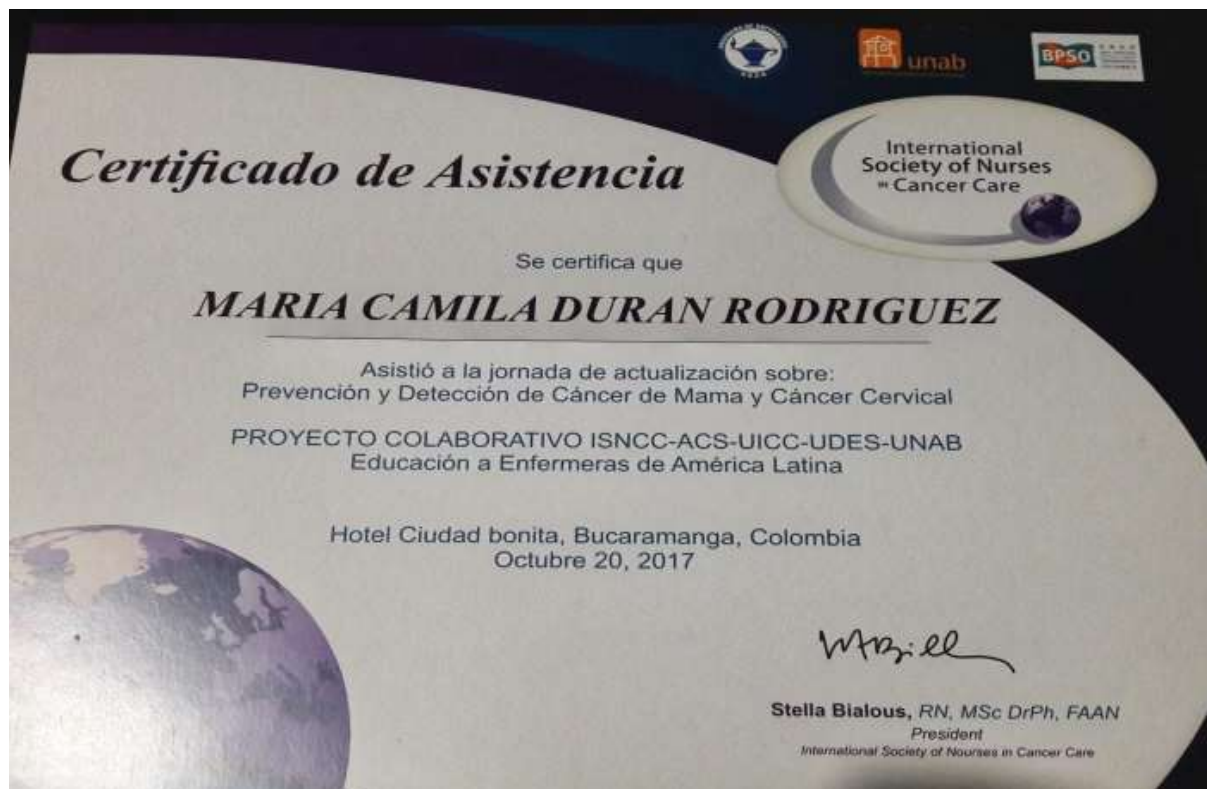 unab
BPSO
International
Society of Nurses
in Cancer Care
Certificado de Asistencia
Se certifica que
MARIA CAMILA DURAN RODRIGUEZ
Asistió a la jornada de actualización sobre:
Prevención y Detección de Cáncer de Mama y Cáncer Cervical
PROYECTO COLABORATIVO ISNCC-ACS-UICC-UDES-UNAB
Educación a Enfermeras de América Latina
Hotel Ciudad bonita, Bucaramanga, Colombia
Octubre 20, 2017
Stella Bialous, RN, MSc DrPh, FAAN
President
International Society of Nourses in Cancer Care